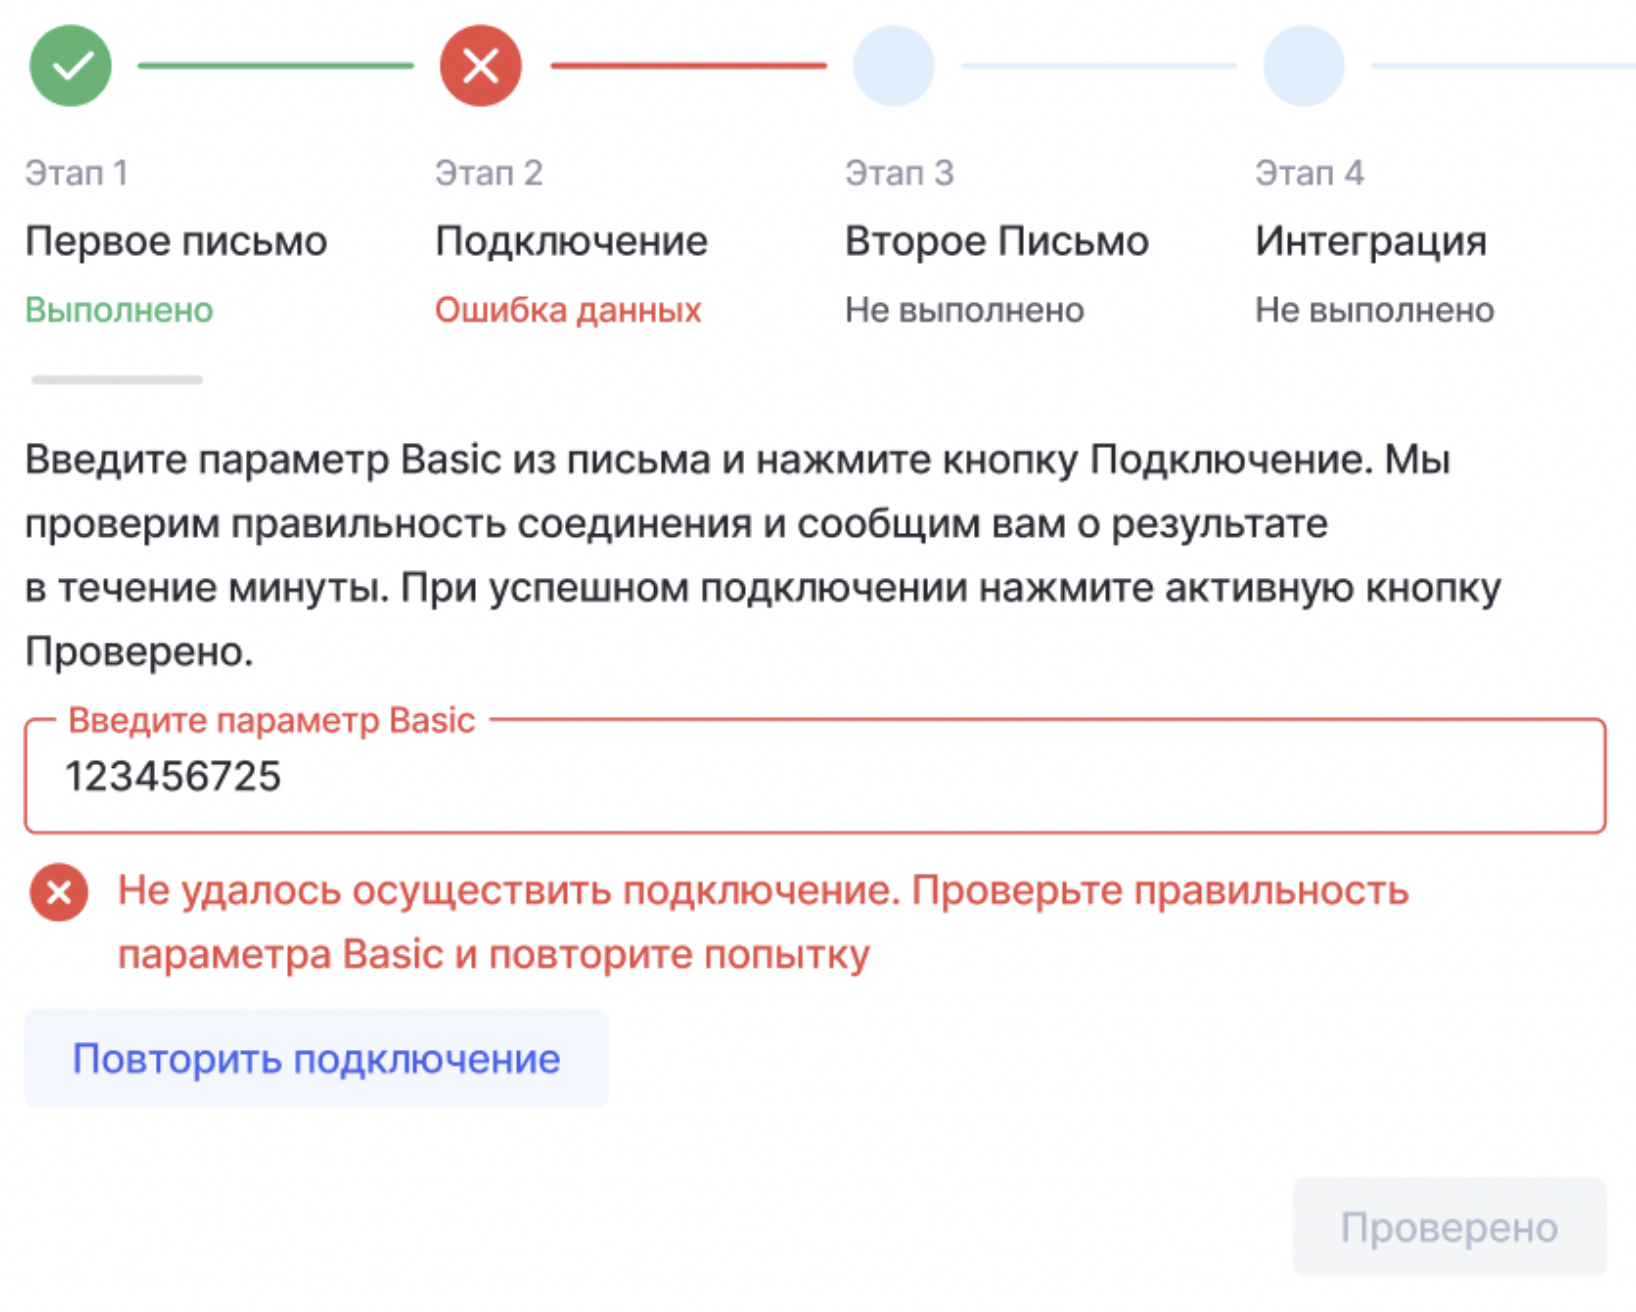 Этап 1
Этап 2
Этап 3
Этап 4
Первое письмо
Подключение
Второе Письмо
Интеграция
Выполнено
Ошибка данных
Не выполнено
Не выполнено
Введите параметр Basic из письма и нажмите кнопку Подключение. Мы
проверим правильность соединения и сообщим вам о результате
в течение минуты. При успешном подключении нажмите активную кнопку
Проверено.
Введите параметр Basic
123456725
Не удалось осуществить подключение. Проверьте правильность
параметра Basic и повторите попытку
Повторить подключение
Проверено